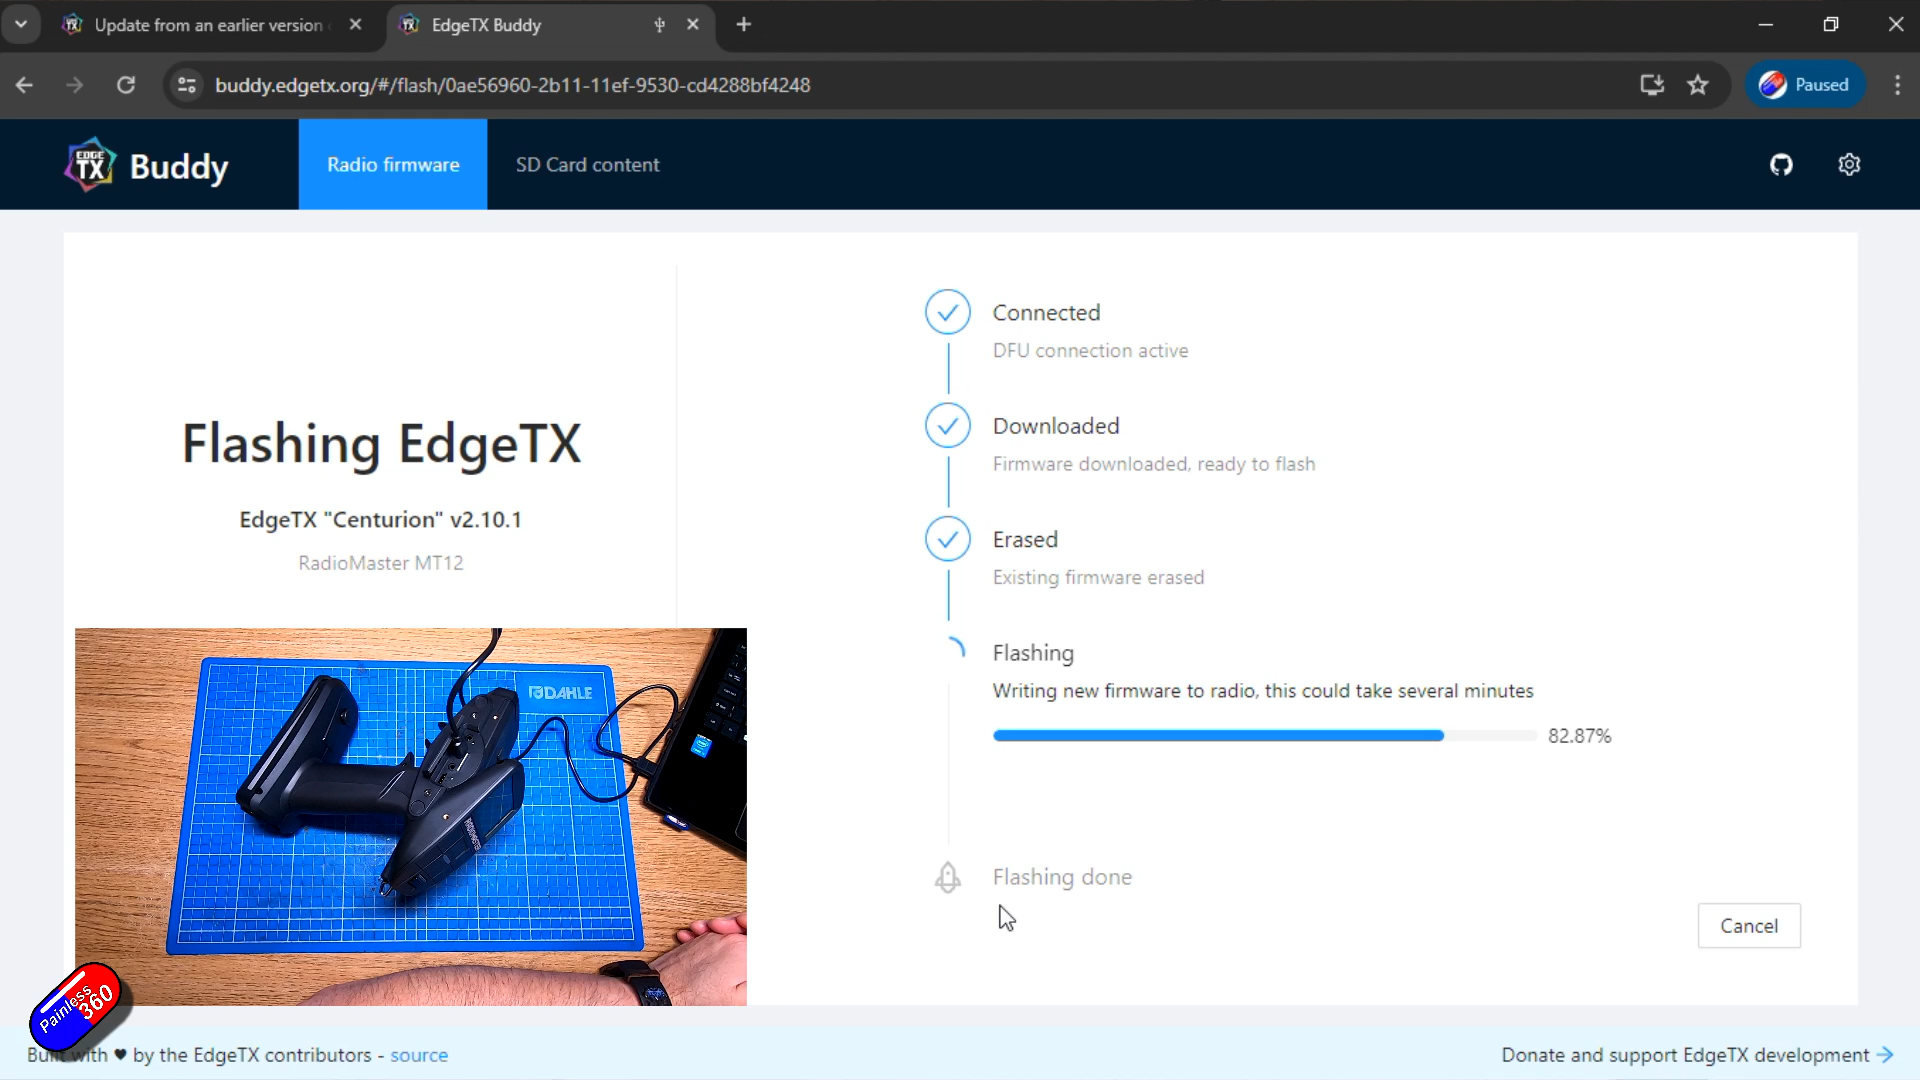 Update from an earlier version
EdgeTX Buddy
buddy.edgetx.org/#/flash/0ae56960-2b11-11ef-9530-cd4288bf4248
Paused
EDGE
TX
Buddy
Radio firmware
SD Card content
Flashing EdgeTX
EdgeTX "Centurion" v2.10.1
RadioMaster MT12
Connected
DFU connection active
Downloaded
Firmware downloaded, ready to flash
Erased
Existing firmware erased
Flashing
Writing new firmware to radio, this could take several minutes
82.87%
Flashing done
Cancel
DAHLE
RADIOMASTER
Painless
360
Built with ♥ by the EdgeTX contributors - source
Donate and support EdgeTX development →